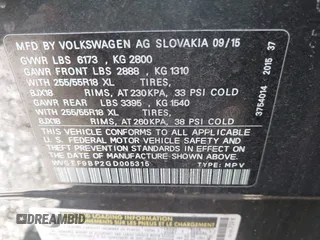 MFD BY VOLKSWAGEN AG SLOVAKIA 09/15
GVWR LBS 6173 , KG 2800
GAWR FRONT LBS 2888 , KG 1310
WITH 255/55R18 XL TIRES,
8JX18 RIMS, AT 230KPA, 33 PSI COLD
GAWR REAR LBS 3395 , KG 1540
WITH 255/55R18 XL TIRES,
8JX18 RIMS, AT 260KPA, 38 PSI COLD
THIS VEHICLE CONFORMS TO ALL APPLICABLE
U.S. FEDERAL MOTOR VEHICLE SAFETY AND
THEFT PREVENTION STANDARDS IN EFFECT ON
THE DATE OF MANUFACTURE SHOWN ABOVE.
TYPE: MPV
3754014 2015 37
OKCARFAX